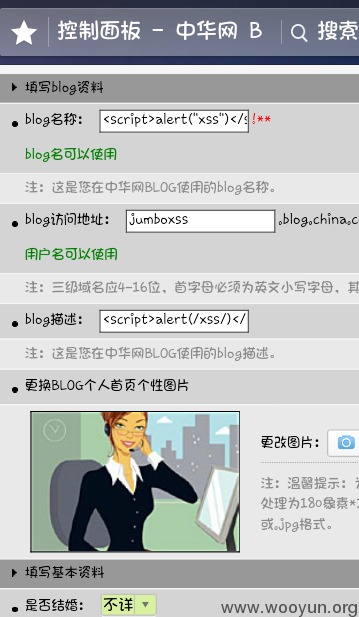 控制面板 - 中华网 B 搜索
填写blog资料
blog名称： <script>alert("xss")</s !**
blog名可以使用
注：这是您在中华网BLOG使用的blog名称。
blog访问地址： jumboxss .blog.china.c
用户名可以使用
注：三级域名应4-16位，首字母必须为英文小写字母，其
blog描述： <script>alert(/xss/)</
注：这是您在中华网BLOG使用的blog描述。
更换BLOG个人首页个性图片
更改图片：
注：温馨提示：为
处理为180象素*1
或.jpg格式。
填写基本资料
是否结婚： 不详
www.wooyun.org